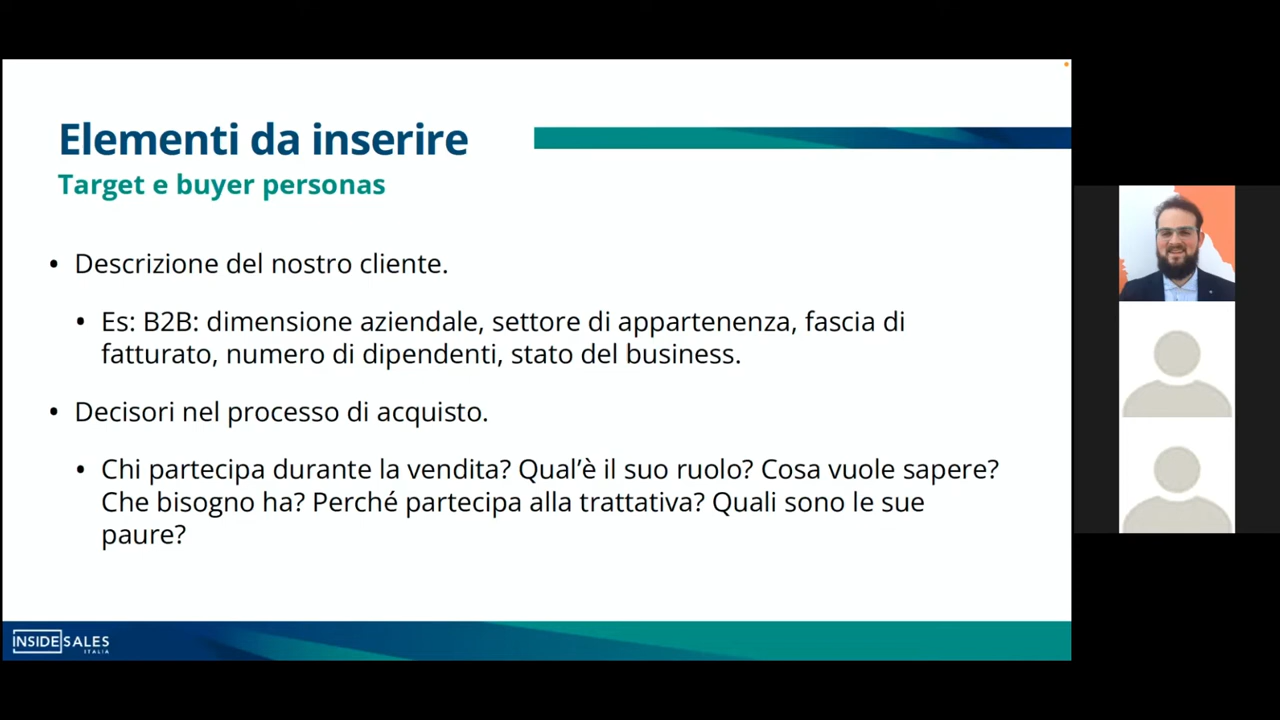 Elementi da inserire
Target e buyer personas
• Descrizione del nostro cliente.
• Es: B2B: dimensione aziendale, settore di appartenenza, fascia di
fatturato, numero di dipendenti, stato del business.
• Decisori nel processo di acquisto.
• Chi partecipa durante la vendita? Qual’è il suo ruolo? Cosa vuole sapere?
Che bisogno ha? Perché partecipa alla trattativa? Quali sono le sue
paure?
INSIDE SALES
ITALIA